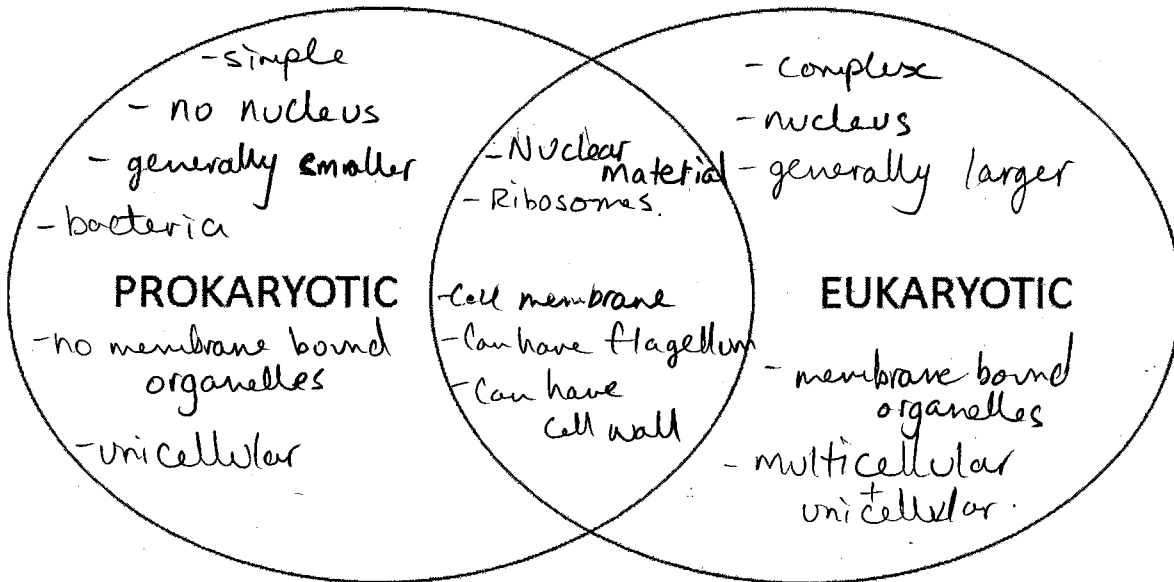 - simple
- no nucleus
- generally smaller
- bacteria
PROKARYOTIC
- no membrane bound
organelles
- unicellular
- Nuclear
material
- Ribosomes.
- Cell membrane
- Can have flagellum
- Can have
cell wall
- complex
- nucleus
- generally larger
EUKARYOTIC
- membrane bound
organelles
- multicellular
+
unicellular.